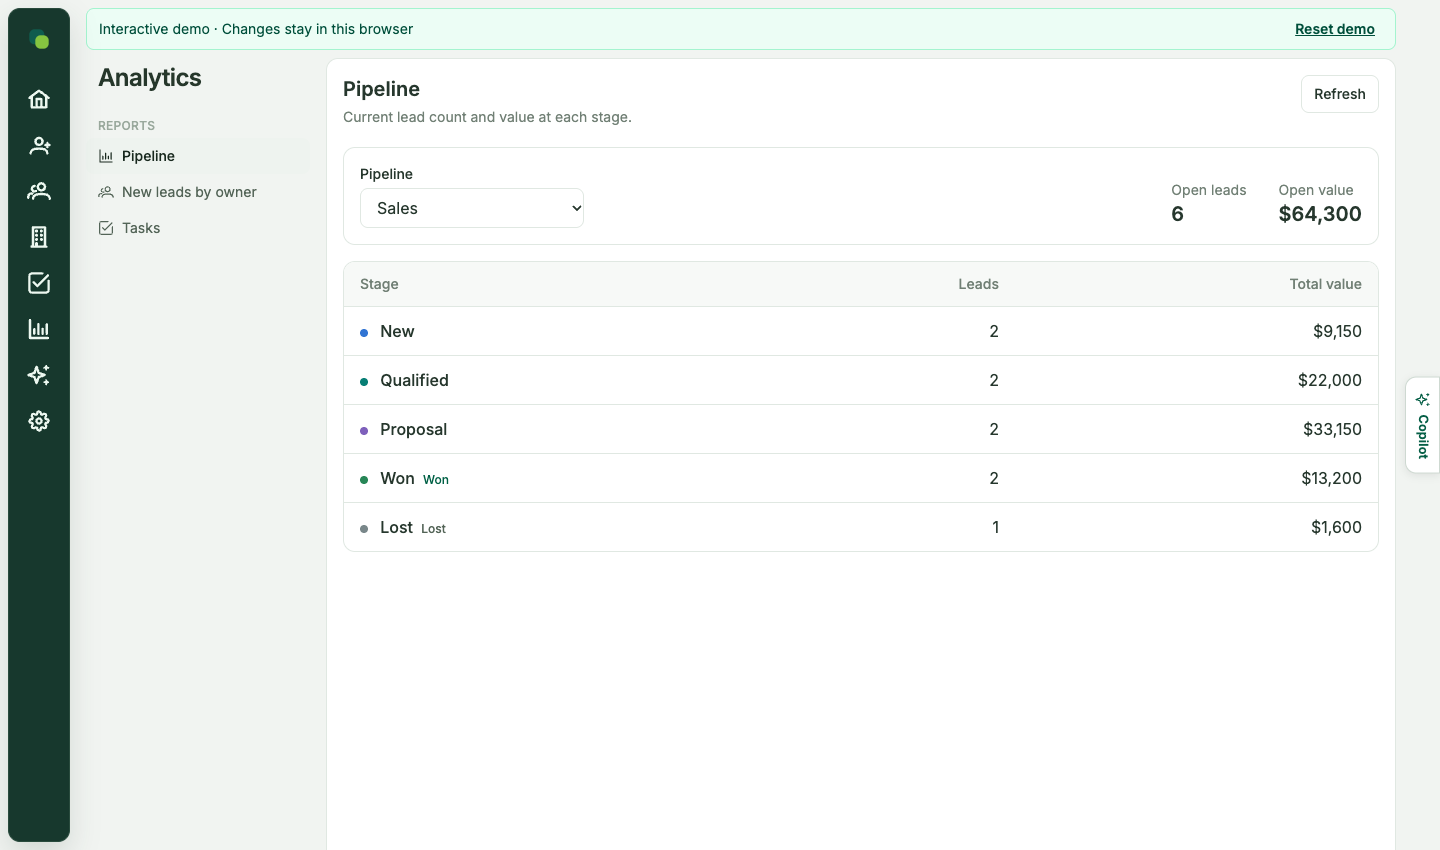 Interactive demo · Changes stay in this browser
Reset demo
Analytics
REPORTS
Pipeline
New leads by owner
Tasks
Pipeline
Current lead count and value at each stage.
Refresh
Pipeline
Sales
Open leads
6
Open value
$64,300
Stage Leads Total value
New 2 $9,150
Qualified 2 $22,000
Proposal 2 $33,150
Won Won 2 $13,200
Lost Lost 1 $1,600
Copilot